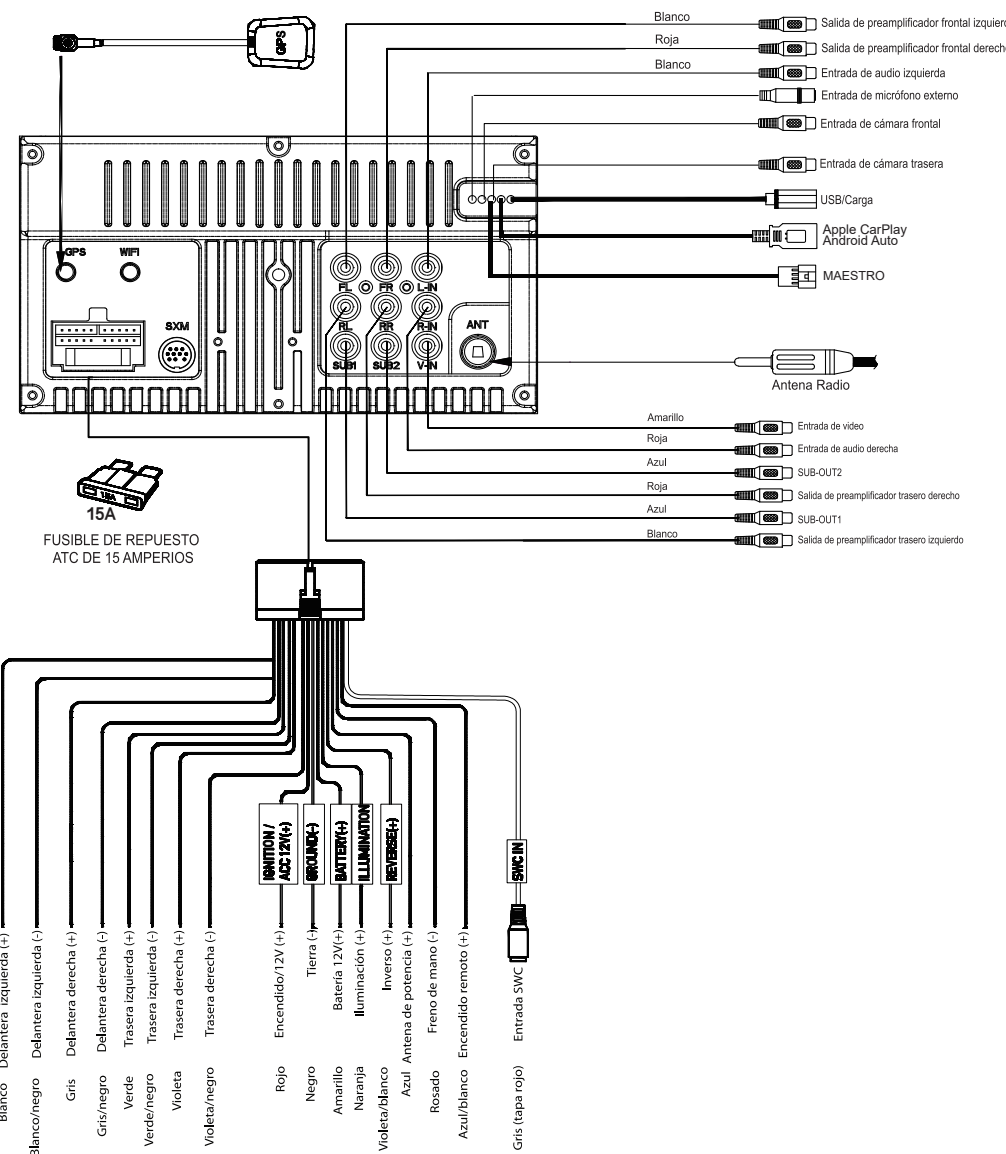 Blanco
Salida de preamplificador frontal izquierd
GPS
Roja
Salida de preamplificador frontal derech
Blanco
Entrada de audio izquierda
Entrada de micrófono externo
Entrada de cámara frontal
Entrada de cámara trasera
USB/Carga
Apple CarPlay
Android Auto
MAESTRO
GPS
WIFI
FL
FR
L-IN
RL
RR
R-IN
ANT
SXM
SUB1
SUB2
V-IN
Antena Radio
Amarillo
Entrada de video
Roja
Entrada de audio derecha
Azul
SUB-OUT2
Roja
Salida de preamplificador trasero derecho
Azul
SUB-OUT1
Blanco
Salida de preamplificador trasero izquierdo
15A
15A
FUSIBLE DE REPUESTO
ATC DE 15 AMPERIOS
IGNITION /
ACC 12V(+)
GROUND(-)
BATTERY(+)
ILLUMINATION
REVERSE(+)
SWC IN
Blanco Delantera izquierda (+)
Blanco/negro Delantera izquierda (-)
Gris Delantera derecha (+)
Gris/negro Delantera derecha (-)
Verde Trasera izquierda (+)
Verde/negro Trasera izquierda (-)
Violeta Trasera derecha (+)
Violeta/negro Trasera derecha (-)
Rojo Encendido/12V (+)
Negro Tierra (-)
Amarillo Batería 12V(+)
Naranja Iluminación (+)
Violeta/blanco Inverso (+)
Azul Antena de potencia (+)
Rosado Freno de mano (-)
Azul/blanco Encendido remoto (+)
Gris (tapa rojo) Entrada SWC